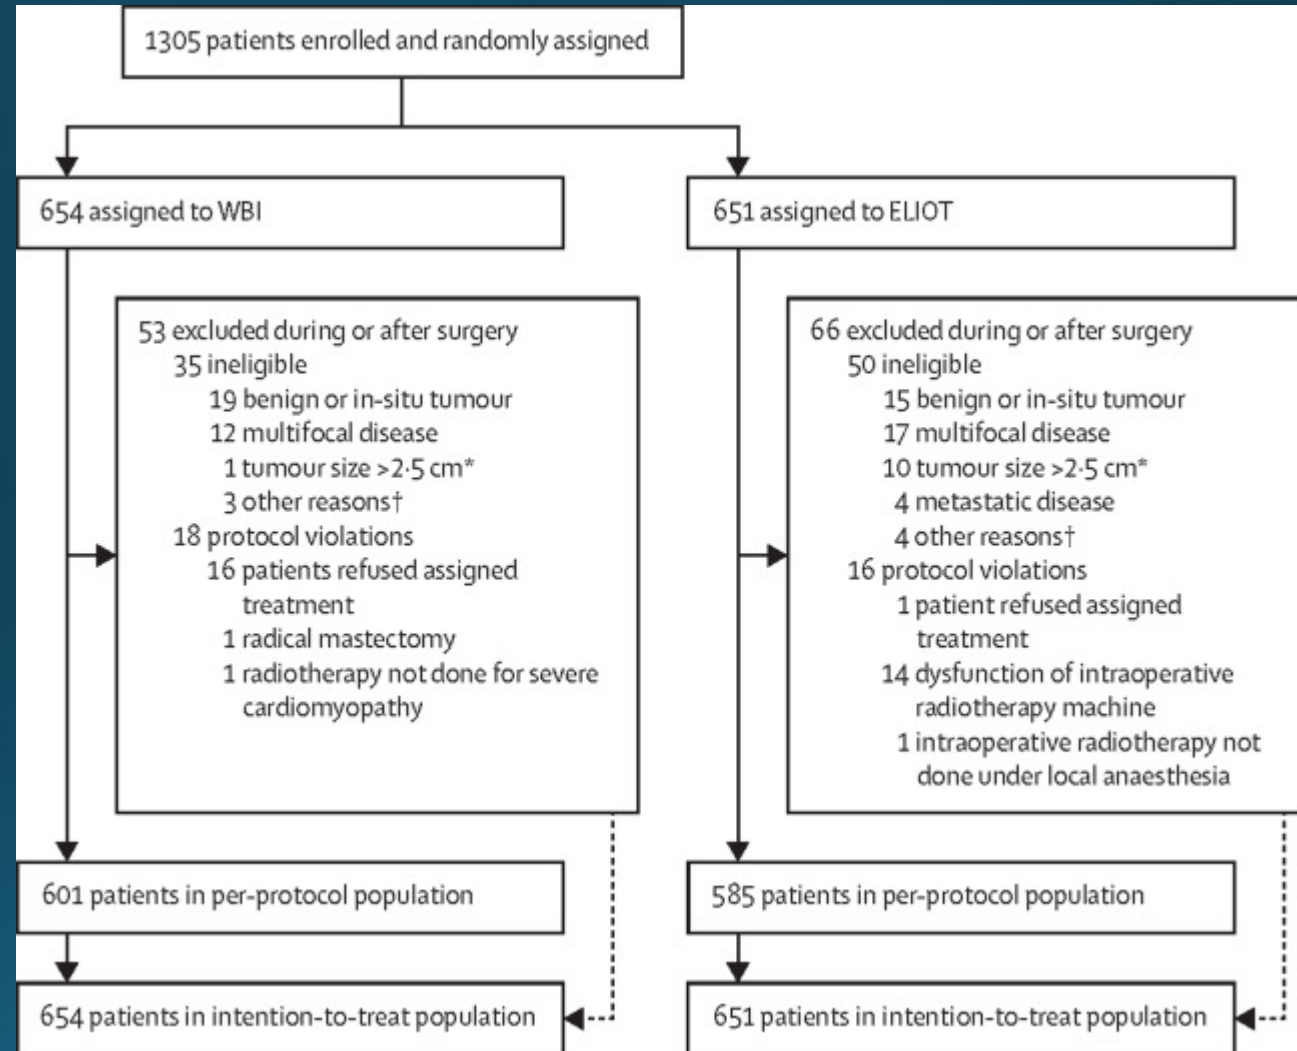 1305 patients enrolled and randomly assigned
654 assigned to WBI
651 assigned to ELIOT
53 excluded during or after surgery
35 ineligible
19 benign or in-situ tumour
12 multifocal disease
1 tumour size >2·5 cm*
3 other reasons†
18 protocol violations
16 patients refused assigned
treatment
1 radical mastectomy
1 radiotherapy not done for severe
cardiomyopathy
66 excluded during or after surgery
50 ineligible
15 benign or in-situ tumour
17 multifocal disease
10 tumour size >2·5 cm*
4 metastatic disease
4 other reasons†
16 protocol violations
1 patient refused assigned
treatment
14 dysfunction of intraoperative
radiotherapy machine
1 intraoperative radiotherapy not
done under local anaesthesia
601 patients in per-protocol population
585 patients in per-protocol population
654 patients in intention-to-treat population
651 patients in intention-to-treat population